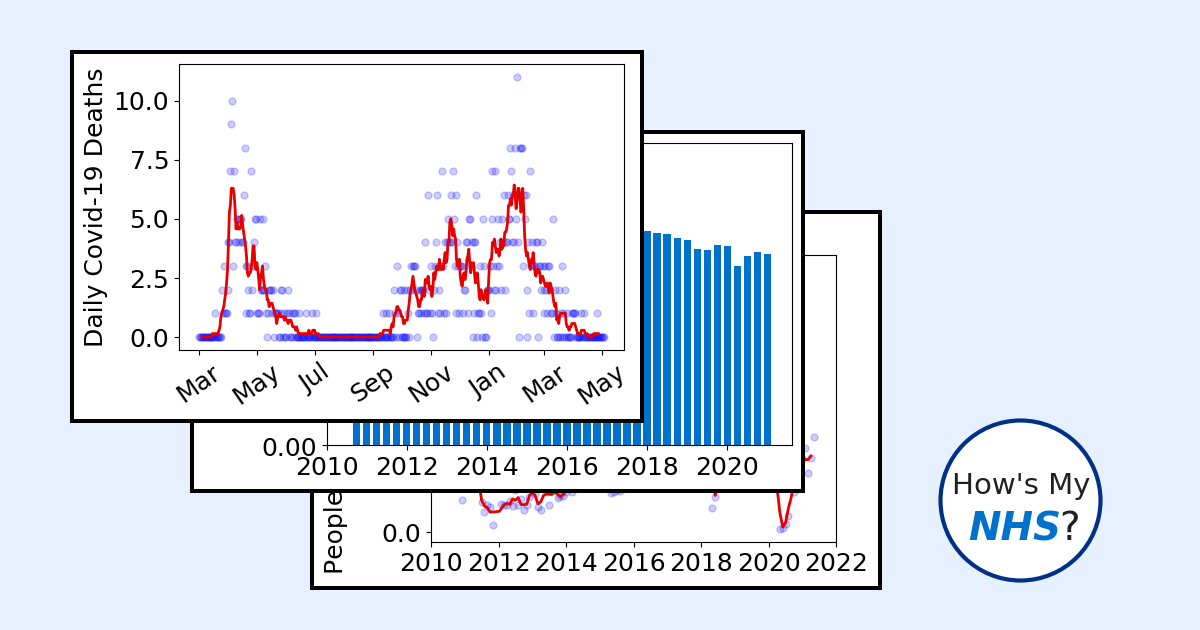 Daily Covid-19 Deaths
10.0
7.5
5.0
2.5
0.0
Mar May Jul Sep Nov Jan Mar May
0.00
2010 2012 2014 2016 2018 2020
People
0.0
2010 2012 2014 2016 2018 2020 2022
How's My
NHS?